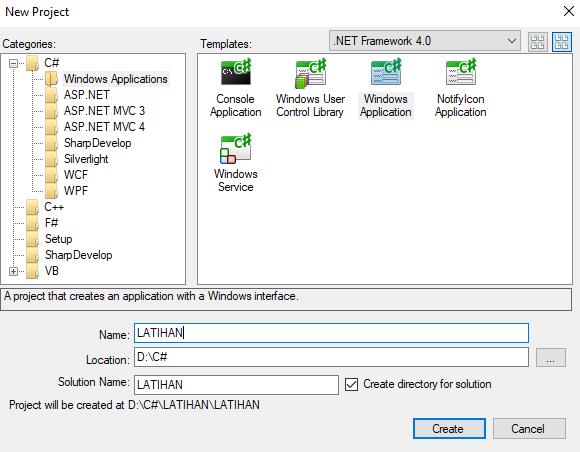 New Project
Categories:
Templates:
.NET Framework 4.0
C#
Windows Applications
ASP.NET
ASP.NET MVC 3
ASP.NET MVC 4
SharpDevelop
Silverlight
WCF
WPF
C++
F#
Setup
SharpDevelop
VB
C:\
C#
Console
Application
C#
Windows User
Control Library
C#
Windows
Application
C#
NotifyIcon
Application
C#
Windows
Service
A project that creates an application with a Windows interface.
Name:
LATIHAN
Location:
D:\C#
...
Solution Name:
LATIHAN
Create directory for solution
Project will be created at D:\C#\LATIHAN\LATIHAN
Create
Cancel